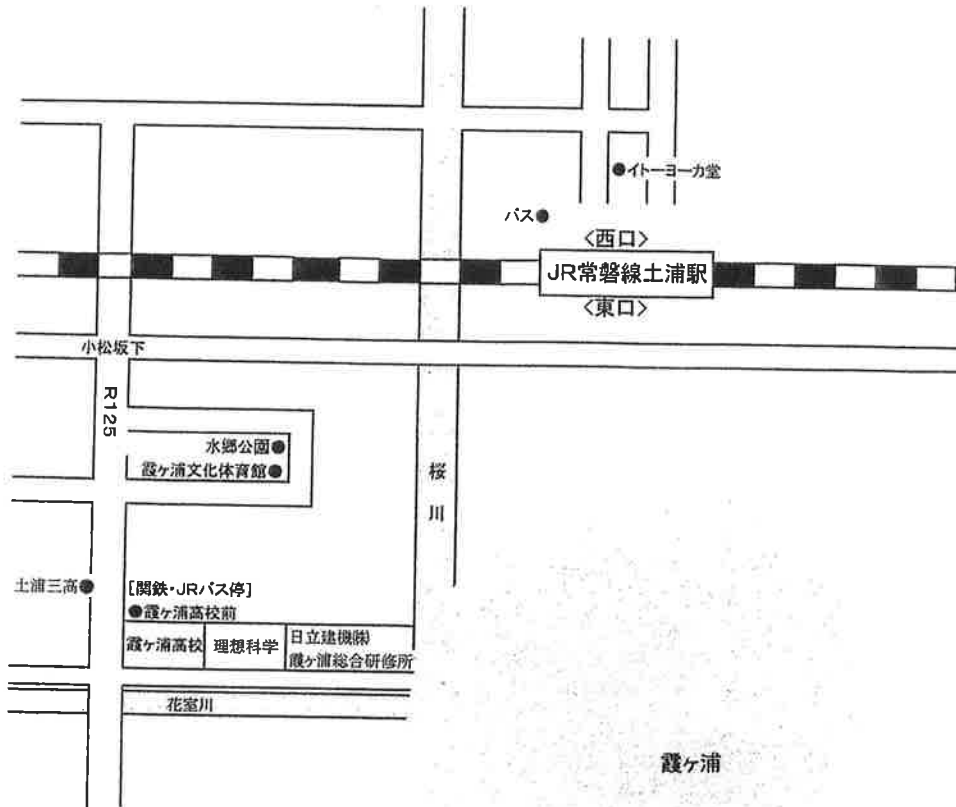 イトーヨーカ堂
バス
<西口>
JR常磐線土浦駅
<東口>
小松坂下
R125
水郷公園
霞ヶ浦文化体育館
桜川
土浦三高
[関鉄・JRバス停]
霞ヶ浦高校前
霞ヶ浦高校
理想科学
日立建機㈱
霞ヶ浦総合研修所
花室川
霞ヶ浦